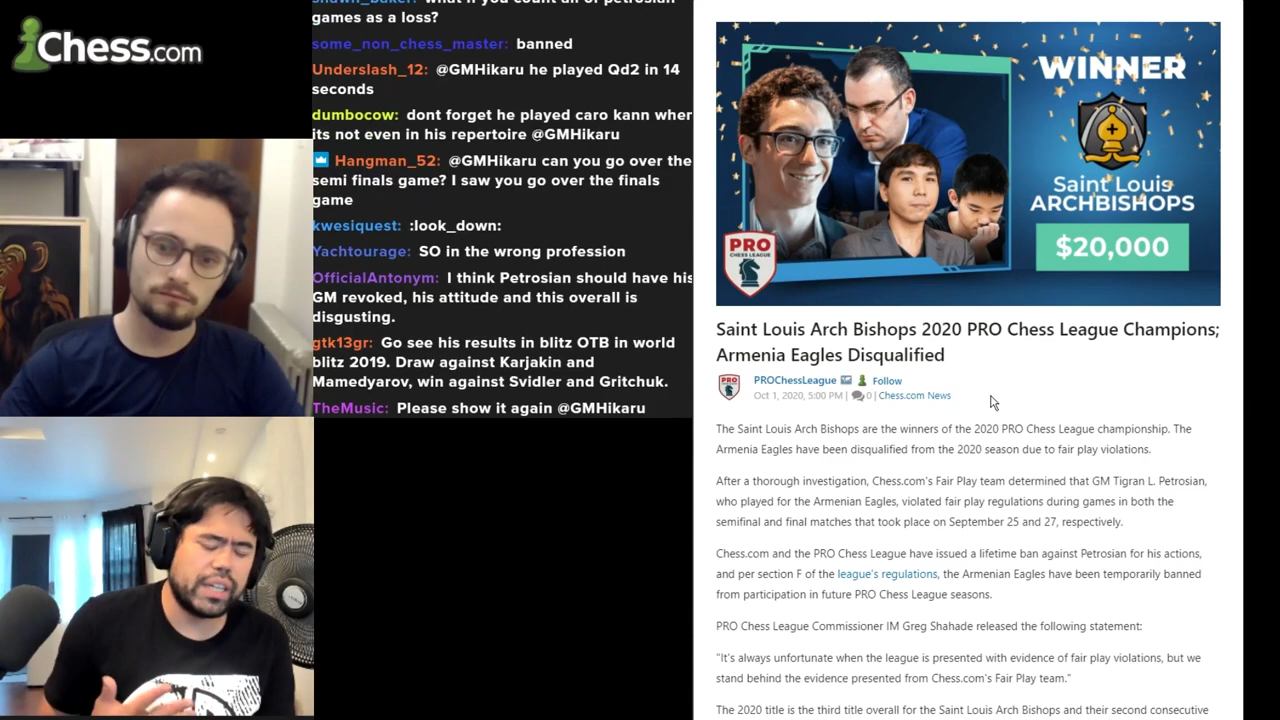 Chess.com
shawn_baker: what if you count all of petrosian
games as a loss?
some_non_chess_master: banned
Underslash_12: @GMHikaru he played Qd2 in 14
seconds
dumbocow: dont forget he played caro kann wher
its not even in his repertoire @GMHikaru
Hangman_52: @GMHikaru can you go over the
semi finals game? I saw you go over the finals
game
kwesiquest: :look_down:
Yachtourage: SO in the wrong profession
OfficialAntonym: I think Petrosian should have his
GM revoked, his attitude and this overall is
disgusting.
gtk13gr: Go see his results in blitz OTB in world
blitz 2019. Draw against Karjakin and
Mamedyarov, win against Svidler and Gritchuk.
TheMusic: Please show it again @GMHikaru
WINNER
Saint Louis
ARCHBISHOPS
$20,000
PRO
CHESS LEAGUE
Saint Louis Arch Bishops 2020 PRO Chess League Champions;
Armenia Eagles Disqualified
PRO
PROChessLeague Follow
Oct 1, 2020, 5:00 PM | 0 | Chess.com News
The Saint Louis Arch Bishops are the winners of the 2020 PRO Chess League championship. The
Armenia Eagles have been disqualified from the 2020 season due to fair play violations.
After a thorough investigation, Chess.com's Fair Play team determined that GM Tigran L. Petrosian,
who played for the Armenian Eagles, violated fair play regulations during games in both the
semifinal and final matches that took place on September 25 and 27, respectively.
Chess.com and the PRO Chess League have issued a lifetime ban against Petrosian for his actions,
and per section F of the league's regulations, the Armenian Eagles have been temporarily banned
from participation in future PRO Chess League seasons.
PRO Chess League Commissioner IM Greg Shahade released the following statement:
"It's always unfortunate when the league is presented with evidence of fair play violations, but we
stand behind the evidence presented from Chess.com's Fair Play team."
The 2020 title is the third title overall for the Saint Louis Arch Bishops and their second consecutive